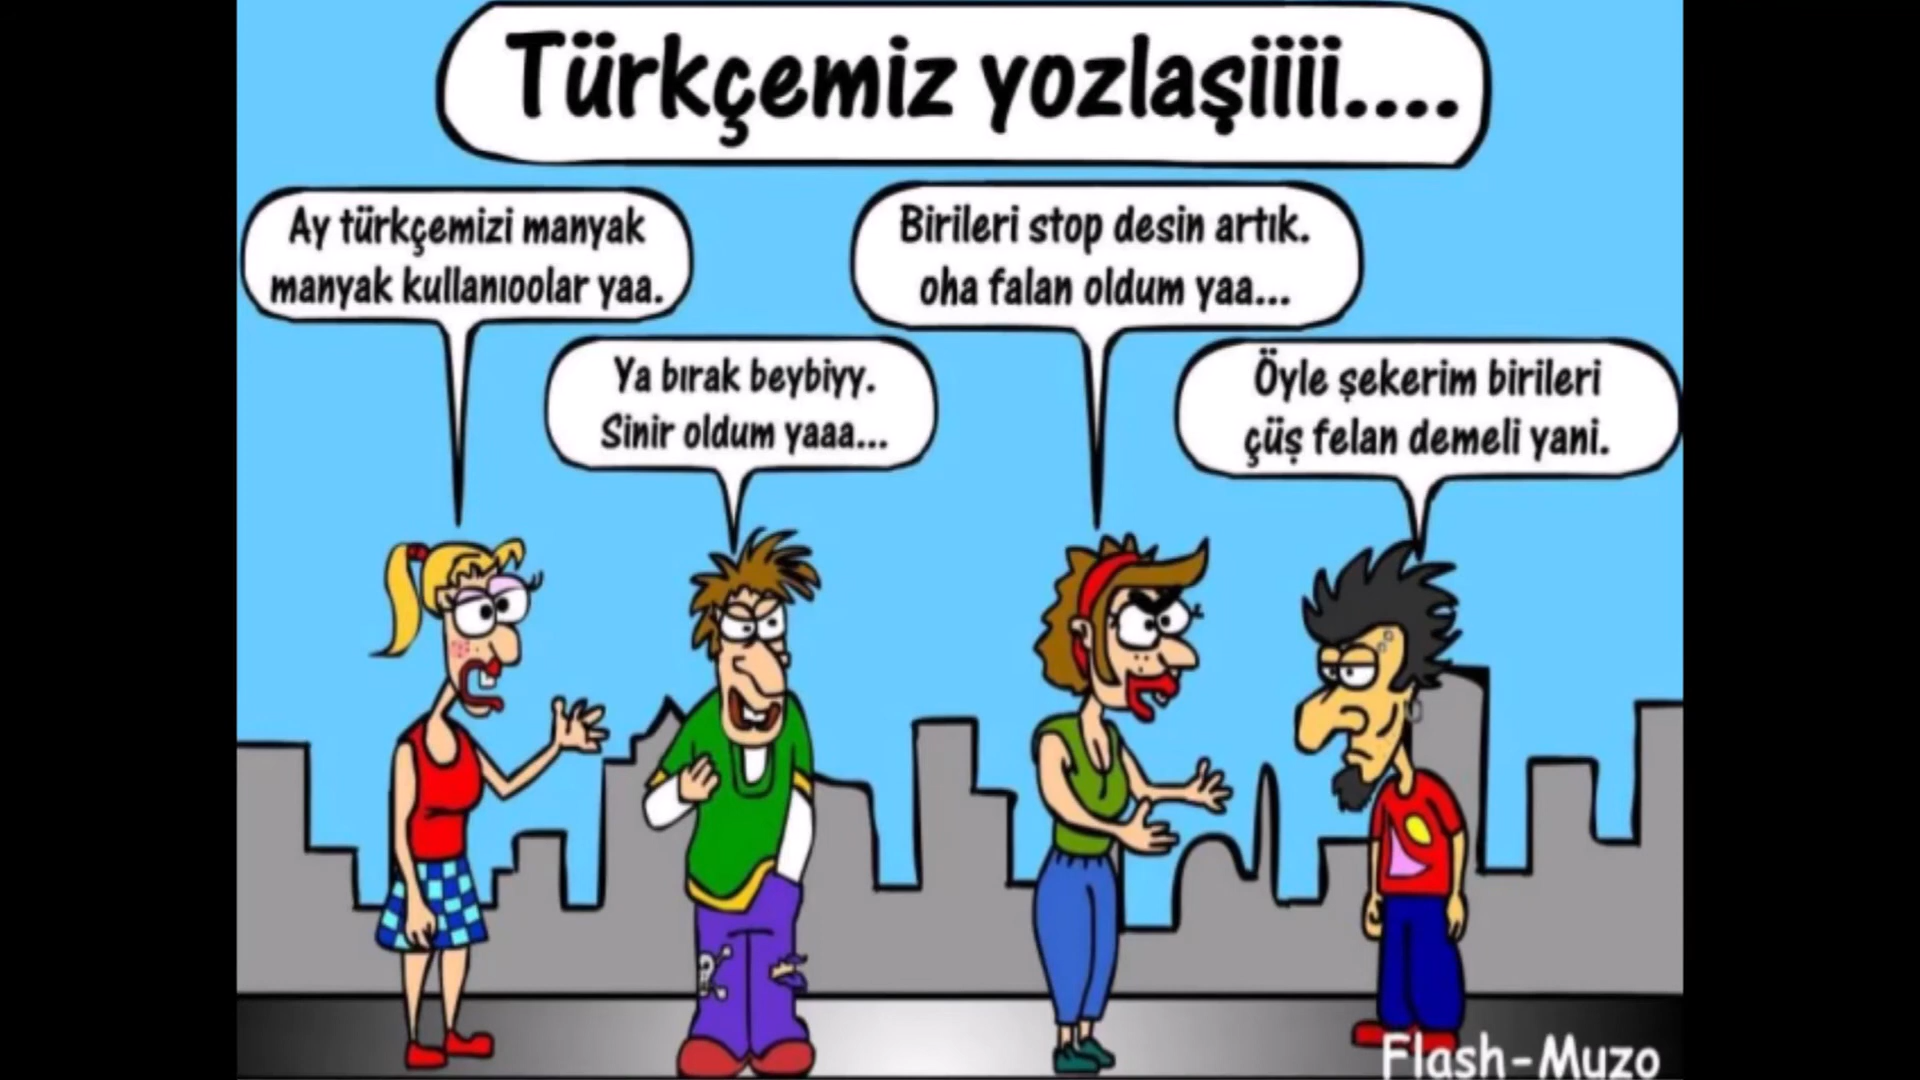 Türkçemiz yozlaşiiii....
Ay türkçemizi manyak
manyak kullanıoolar yaa.
Ya bırak beybiyy.
Sinir oldum yaaa...
Birileri stop desin artık.
oha falan oldum yaa...
Öyle şekerim birileri
çüş felan demeli yani.
Flash-Muzo